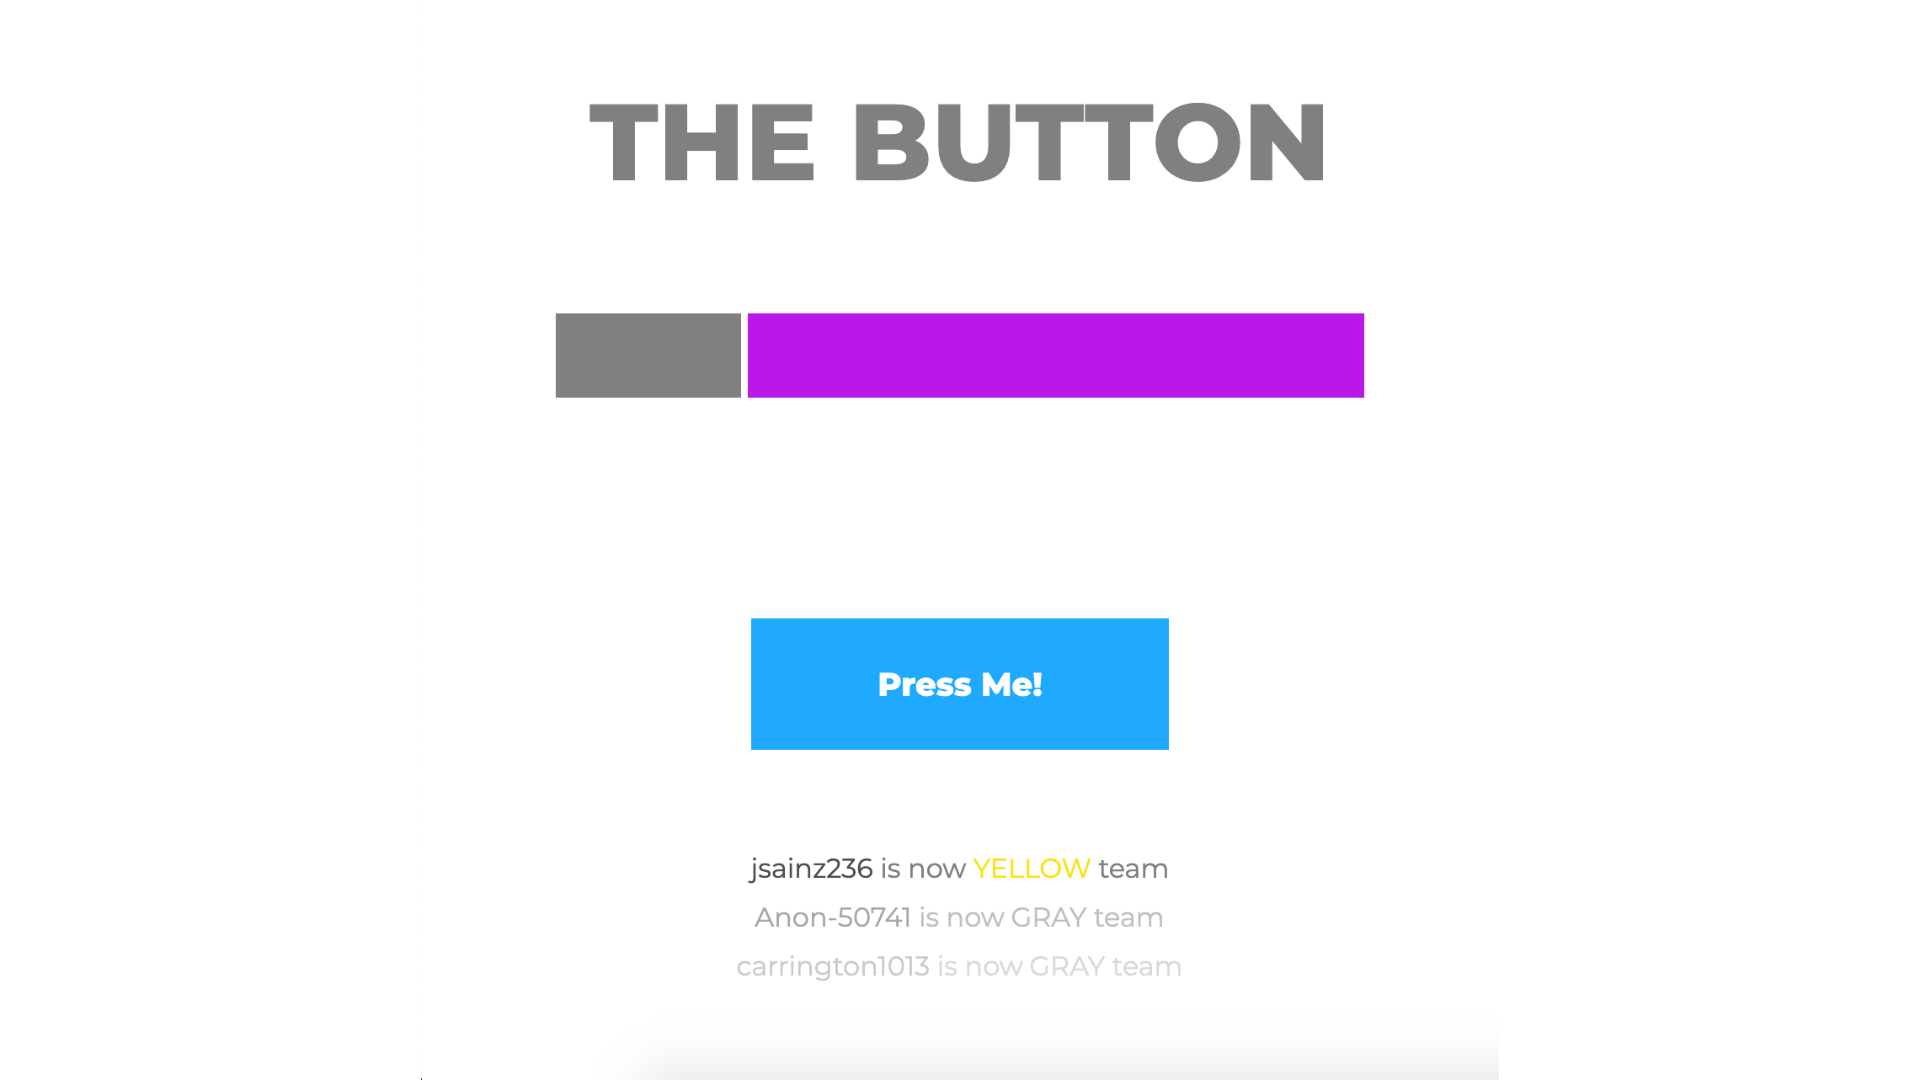 THE BUTTON
Press Me!
jsainz236 is now YELLOW team
Anon-50741 is now GRAY team
carrington1013 is now GRAY team